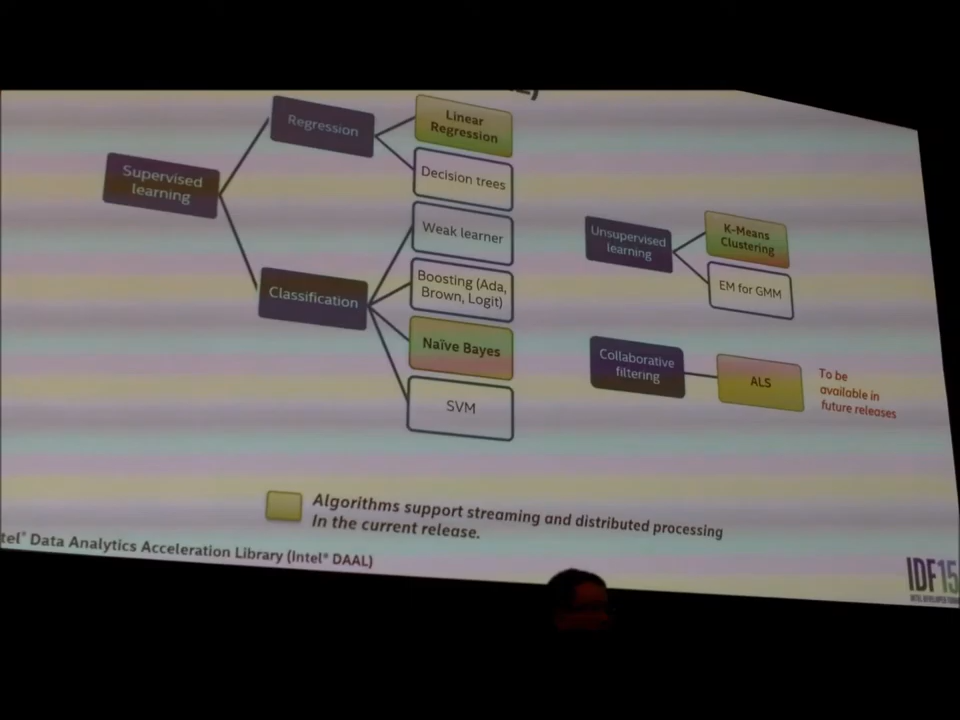 Regression
Linear
Regression
Supervised
learning
Decision trees
Weak learner
Classification
Boosting (Ada,
Brown, Logit)
Naïve Bayes
SVM
Unsupervised
learning
K-Means
Clustering
EM for GMM
Collaborative
filtering
ALS
To be
available in
future releases
Algorithms support streaming and distributed processing
In the current release.
tel® Data Analytics Acceleration Library (Intel® DAAL)
IDF15